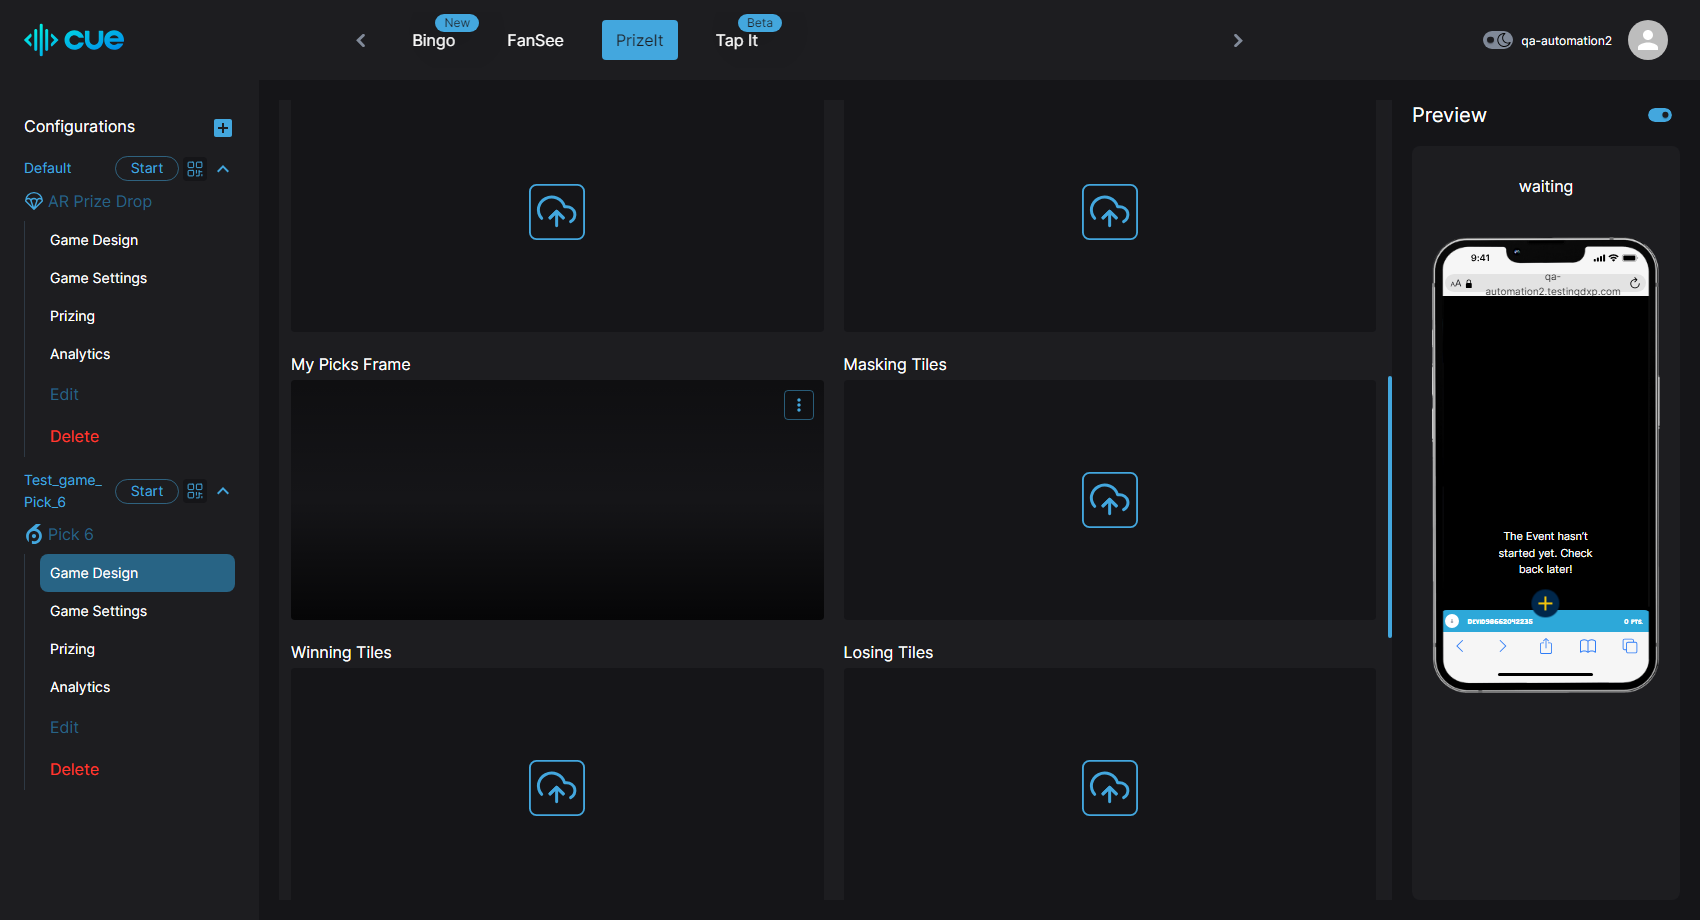 cue
New
Bingo
FanSee
PrizeIt
Beta
Tap It
qa-automation2
Configurations
Default
Start
AR Prize Drop
Game Design
Game Settings
Prizing
Analytics
Edit
Delete
Test_game_
Pick_6
Start
Pick 6
Game Design
Game Settings
Prizing
Analytics
Edit
Delete
My Picks Frame
Masking Tiles
Winning Tiles
Losing Tiles
Preview
waiting
9:41
AA
qa-
automation2.testingdxp.com
The Event hasn't
started yet. Check
back later!
0 PTS.